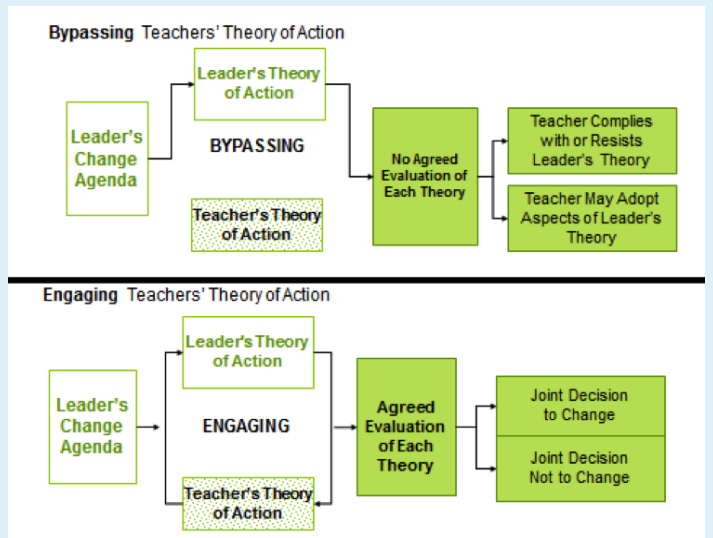 Bypassing Teachers' Theory of Action
Leader's
Change
Agenda
Leader's Theory
of Action
BYPASSING
Teacher's Theory
of Action
No Agreed
Evaluation of
Each Theory
Teacher Complies
with or Resists
Leader's Theory
Teacher May Adopt
Aspects of Leader's
Theory
Engaging Teachers' Theory of Action
Leader's
Change
Agenda
Leader's Theory
of Action
ENGAGING
Teacher's Theory
of Action
Agreed
Evaluation
of Each
Theory
Joint Decision
to Change
Joint Decision
Not to Change